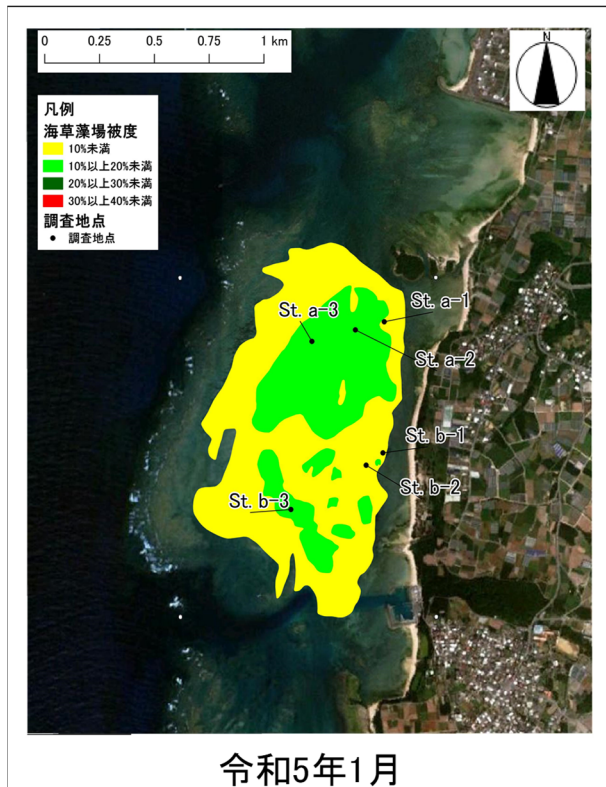 0 0.25 0.5 0.75 1 km
N
凡例
海草藻場被度
10%未満
10%以上20%未満
20%以上30%未満
30%以上40%未満
調査地点
調査地点
St. a-1
St. a-3
St. a-2
St. b-1
St. b-2
St. b-3
令和5年1月